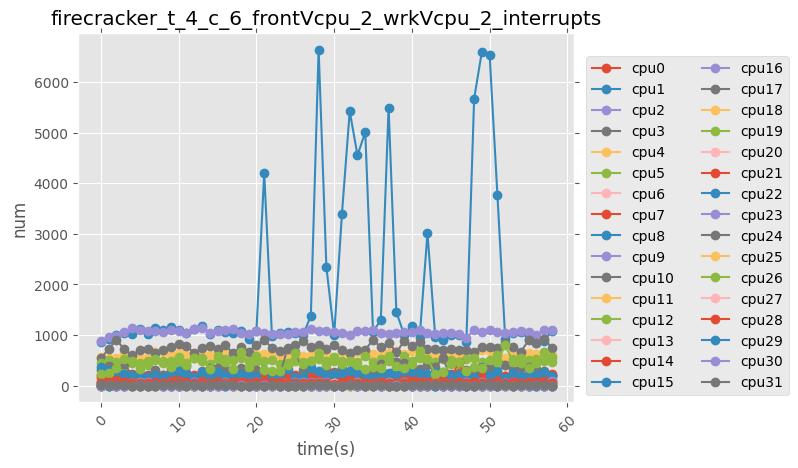 firecracker_t_4_c_6_frontVcpu_2_wrkVcpu_2_interrupts
num
6000
5000
4000
3000
2000
1000
0
0
10
20
30
40
50
60
time(s)
cpu0
cpu1
cpu2
cpu3
cpu4
cpu5
cpu6
cpu7
cpu8
cpu9
cpu10
cpu11
cpu12
cpu13
cpu14
cpu15
cpu16
cpu17
cpu18
cpu19
cpu20
cpu21
cpu22
cpu23
cpu24
cpu25
cpu26
cpu27
cpu28
cpu29
cpu30
cpu31